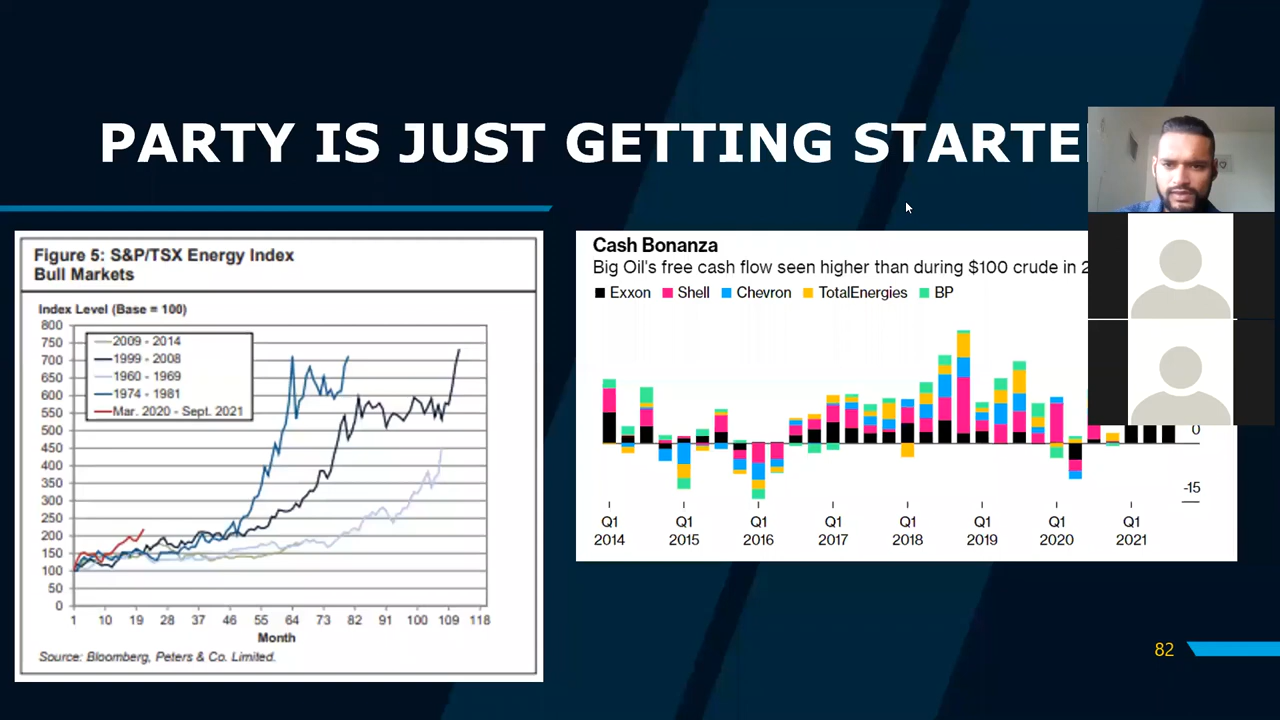 PARTY IS JUST GETTING
Figure 5: S&P/TSX Energy Index
Bull Markets
Index Level (Base = 100)
800
750
700
650
600
550
500
450
400
350
300
250
200
150
100
50
0
2009 - 2014
1999 - 2008
1960 - 1969
1974 - 1981
Mar. 2020 - Sept. 2021
1 10 19 28 37 46 55 64 73 82 91 100 109 118
Month
Source: Bloomberg, Peters & Co. Limited.
Cash Bonanza
Big Oil's free cash flow seen higher than during $100 crude in
Exxon Shell Chevron TotalEnergies BP
0
-15
Q1 Q1 Q1 Q1 Q1 Q1 Q1 Q1
2014 2015 2016 2017 2018 2019 2020 2021
82